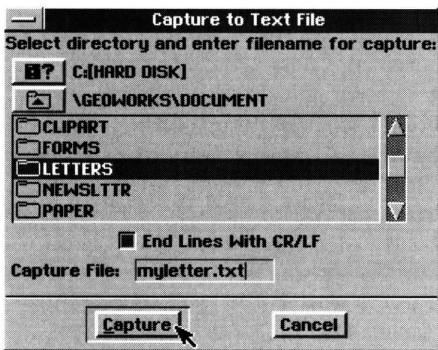 Capture to Text File
Select directory and enter filename for capture:
? C:[HARD DISK]
\GEOWORKS\DOCUMENT
CLIPART
FORMS
LETTERS
NEWSLTTR
PAPER
End Lines With CR/LF
Capture File: myletter.txt
Capture Cancel